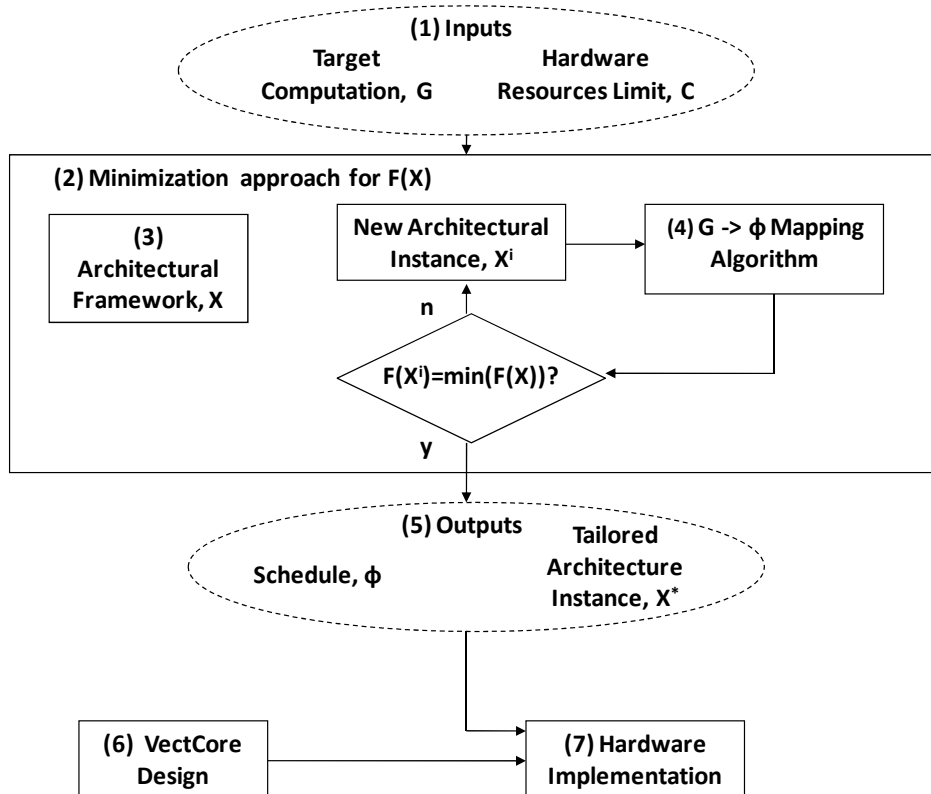 (1) Inputs
Target
Computation, G
Hardware
Resources Limit, C
(2) Minimization approach for F(X)
(3)
Architectural
Framework, X
New Architectural
Instance, Xⁱ
(4) G -> ϕ Mapping
Algorithm
n
F(Xⁱ)=min(F(X))?
y
(5) Outputs
Schedule, ϕ
Tailored
Architecture
Instance, X*
(6) VectCore
Design
(7) Hardware
Implementation